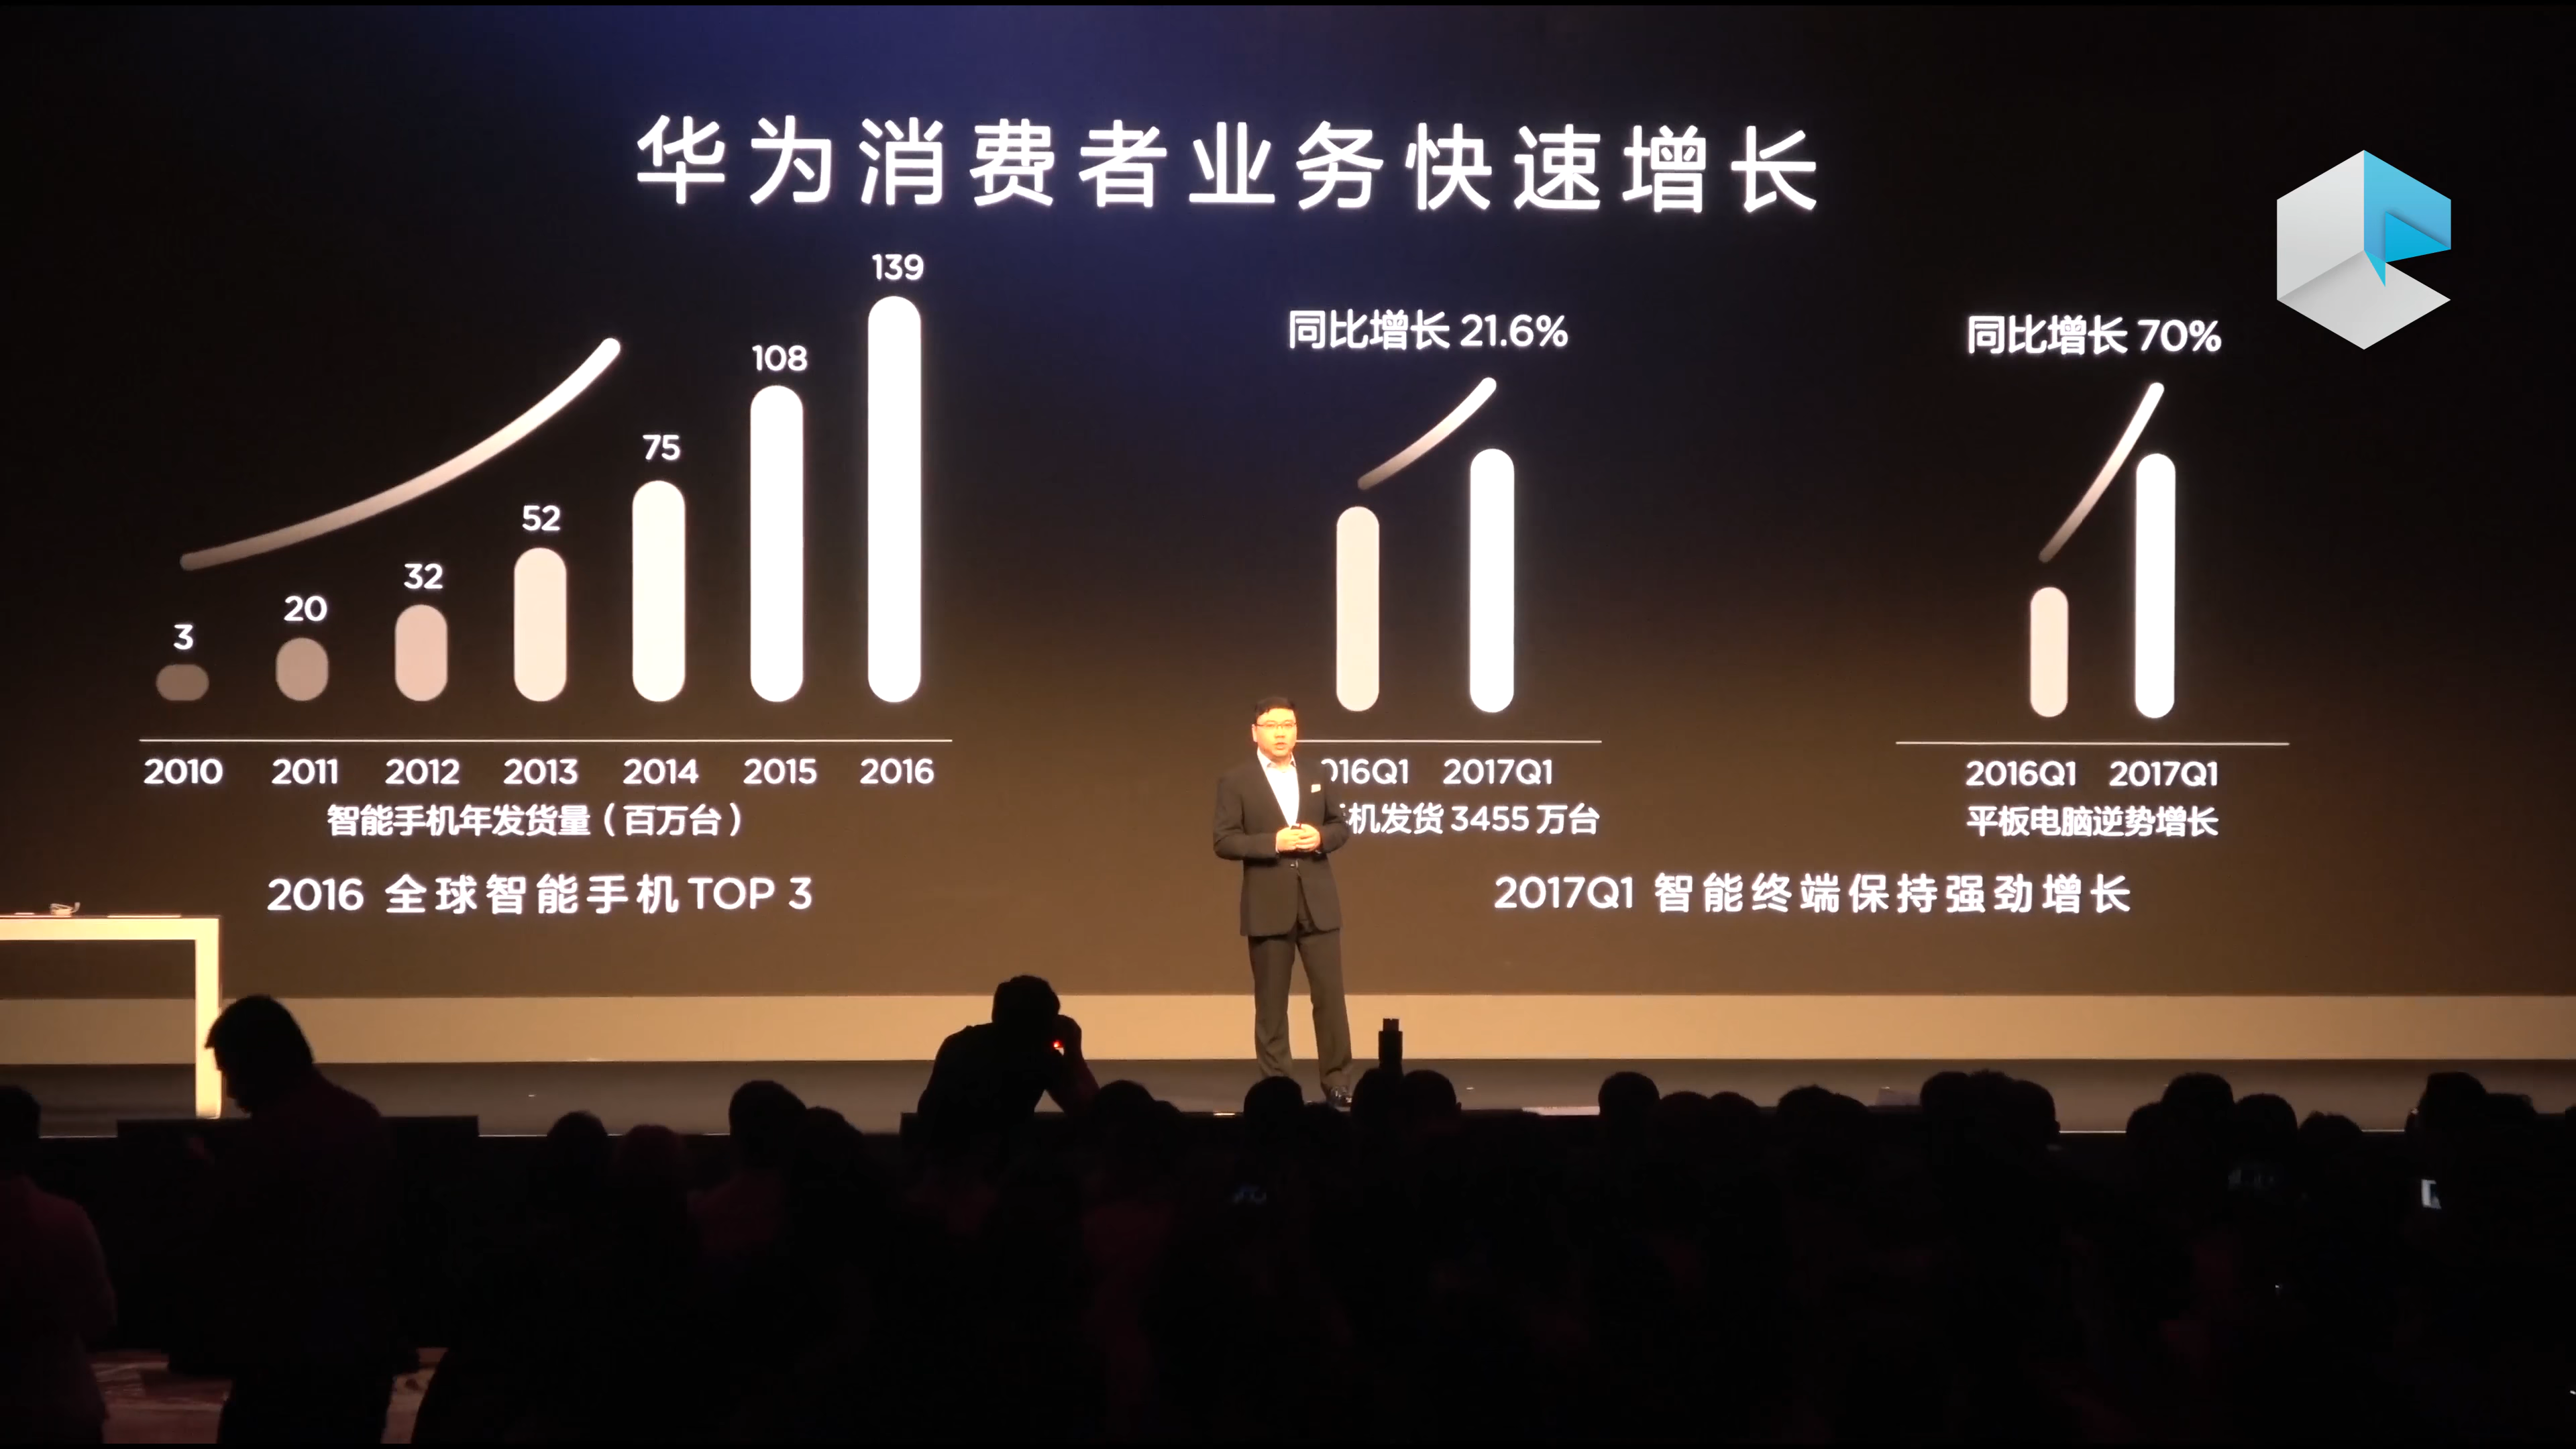 华为消费者业务快速增长
139
108
75
52
32
20
3
2010 2011 2012 2013 2014 2015 2016
智能手机年发货量（百万台）
2016 全球智能手机TOP 3
同比增长 21.6%
16Q1 2017Q1
机发货 3455 万台
同比增长 70%
2016Q1 2017Q1
平板电脑逆势增长
2017Q1 智能终端保持强劲增长